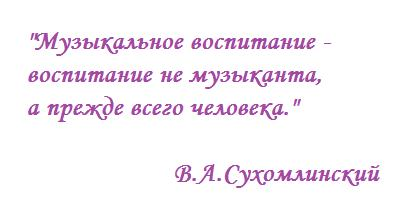 "Музыкальное воспитание -
воспитание не музыканта,
а прежде всего человека."
В.А.Сухомлинский